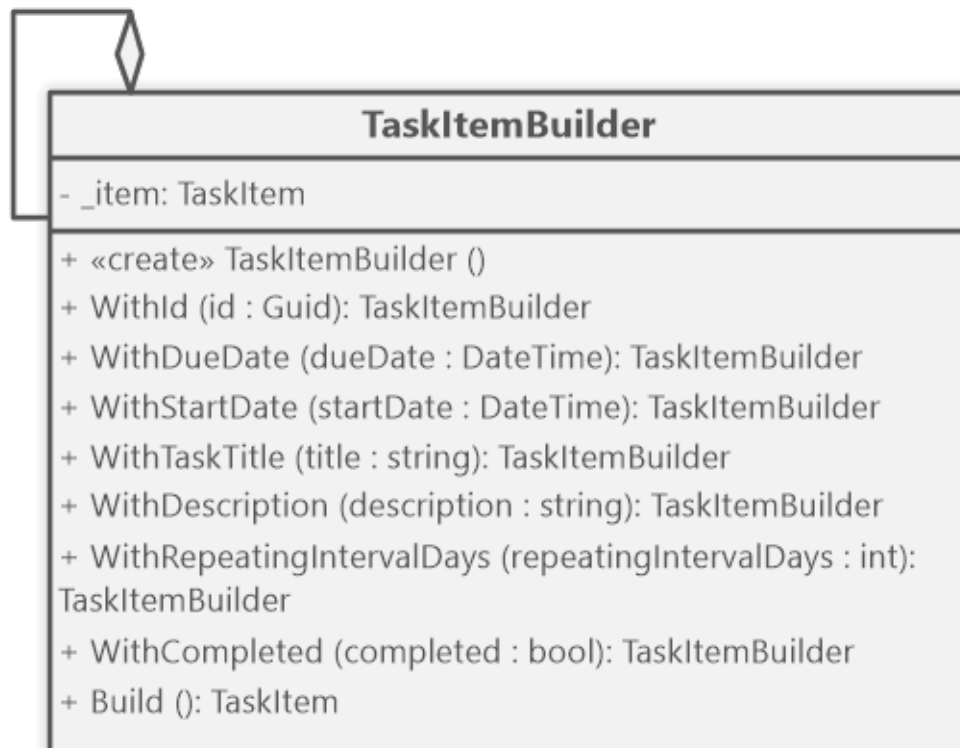 TaskItemBuilder
- _item: TaskItem
+ «create» TaskItemBuilder ()
+ WithId (id : Guid): TaskItemBuilder
+ WithDueDate (dueDate : DateTime): TaskItemBuilder
+ WithStartDate (startDate : DateTime): TaskItemBuilder
+ WithTaskTitle (title : string): TaskItemBuilder
+ WithDescription (description : string): TaskItemBuilder
+ WithRepeatingIntervalDays (repeatingIntervalDays : int):
TaskItemBuilder
+ WithCompleted (completed : bool): TaskItemBuilder
+ Build (): TaskItem